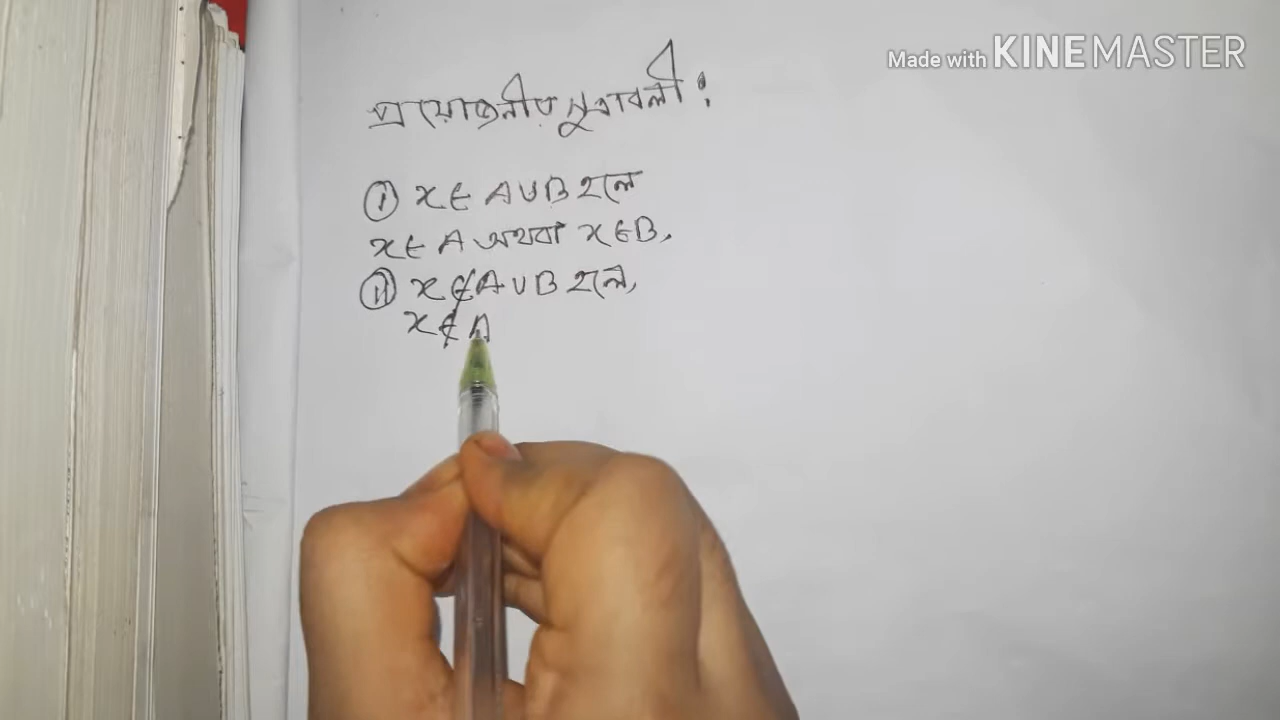 Made with KINEMASTER
প্রয়োজনীয় সুত্রাবলী :
(i) x ∈ A ∪ B হলে
x ∈ A অথবা x ∈ B,
(ii) x ∉ A ∪ B হলে,
x ∉ A